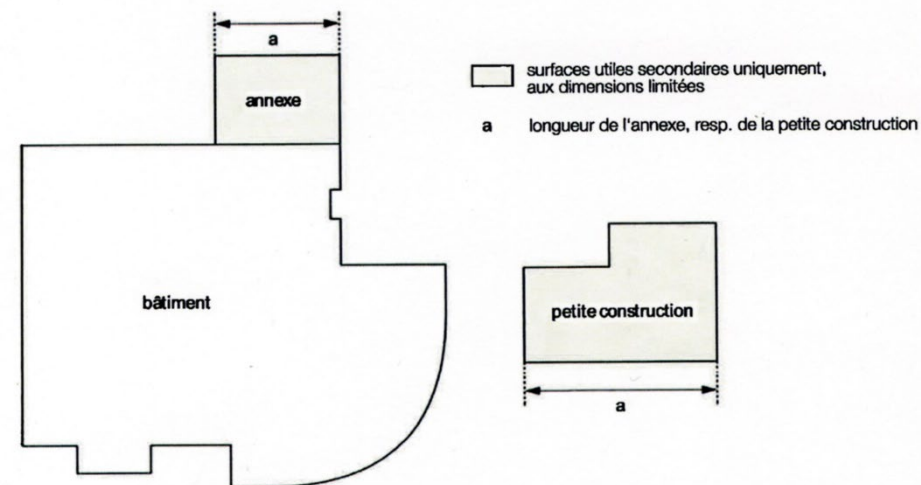 a
annexe
surfaces utiles secondaires uniquement,
aux dimensions limitées
a longueur de l'annexe, resp. de la petite construction
bâtiment
petite construction
a